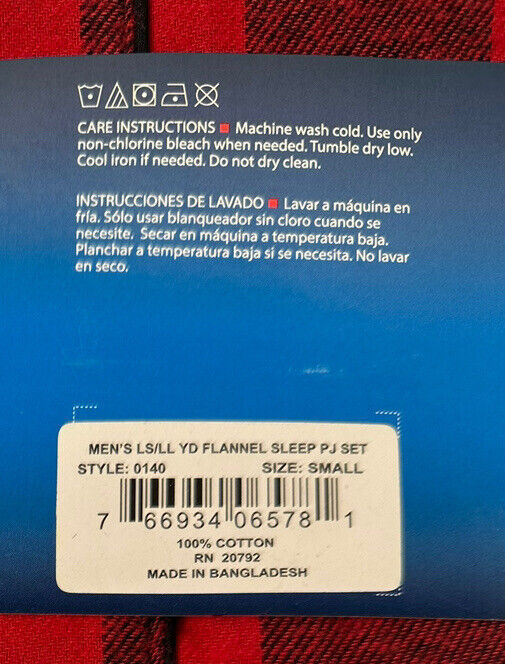 CARE INSTRUCTIONS ■ Machine wash cold. Use only
non-chlorine bleach when needed. Tumble dry low.
Cool iron if needed. Do not dry clean.
INSTRUCCIONES DE LAVADO ■ Lavar a máquina en
fría. Sólo usar blanqueador sin cloro cuando se
necesite. Secar en máquina a temperatura baja.
Planchar a temperatura baja si se necesita. No lavar
en seco.
MEN'S LS/LL YD FLANNEL SLEEP PJ SET
STYLE: 0140 SIZE: SMALL
7 66934 06578 1
100% COTTON
RN 20792
MADE IN BANGLADESH